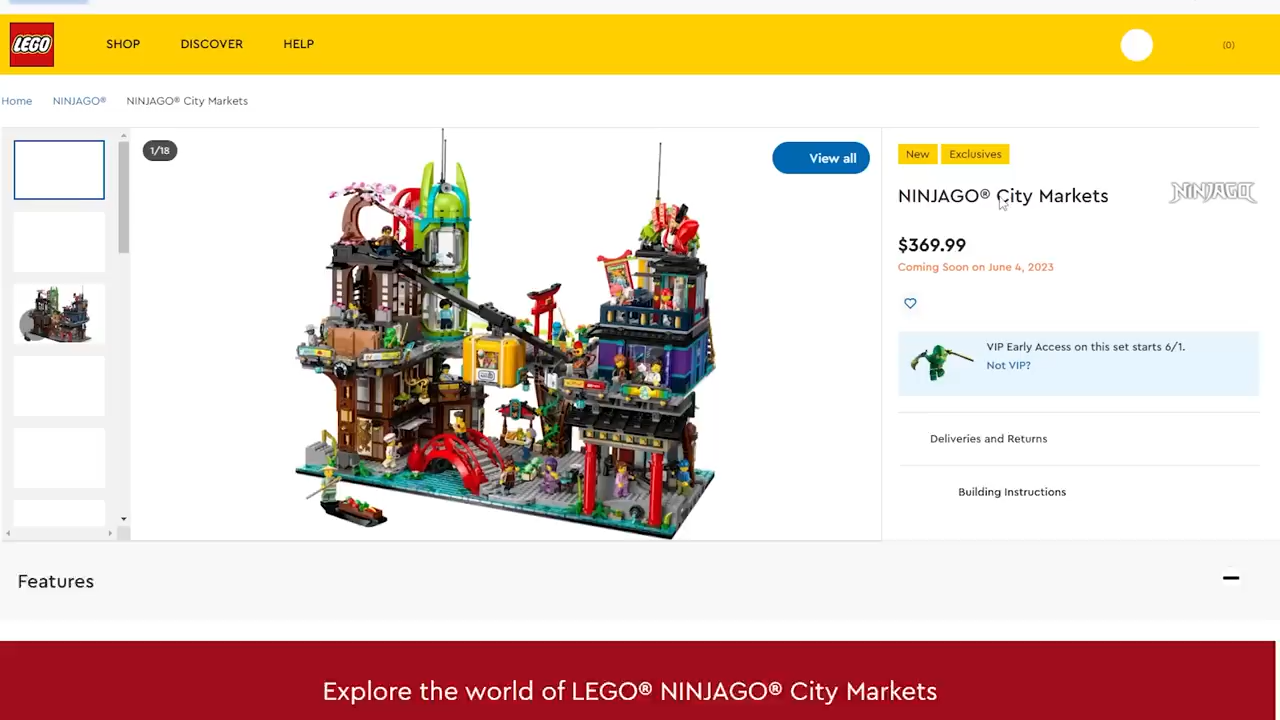 LEGO
SHOP
DISCOVER
HELP
(0)
Home
NINJAGO®
NINJAGO® City Markets
1/18
View all
New
Exclusives
NINJAGO® City Markets
NINJAGO
$369.99
Coming Soon on June 4, 2023
VIP Early Access on this set starts 6/1.
Not VIP?
Deliveries and Returns
Building Instructions
Features
Explore the world of LEGO® NINJAGO® City Markets